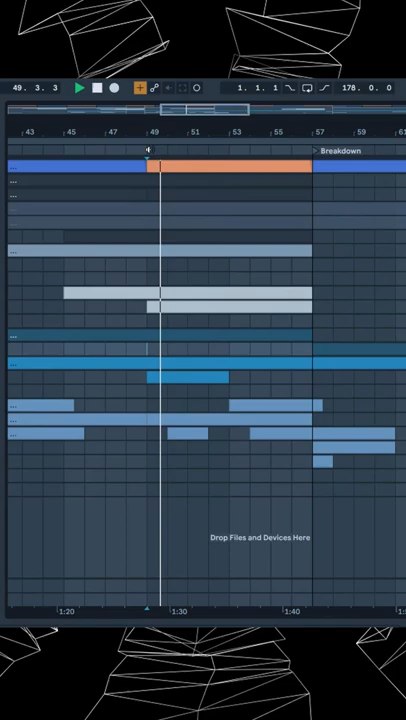 49. 3. 3 1. 1. 1 178. 0. 0
43 45 47 49 51 53 55 57 59 61
Breakdown
...
...
...
...
...
...
...
...
...
Drop Files and Devices Here
1:20 1:30 1:40